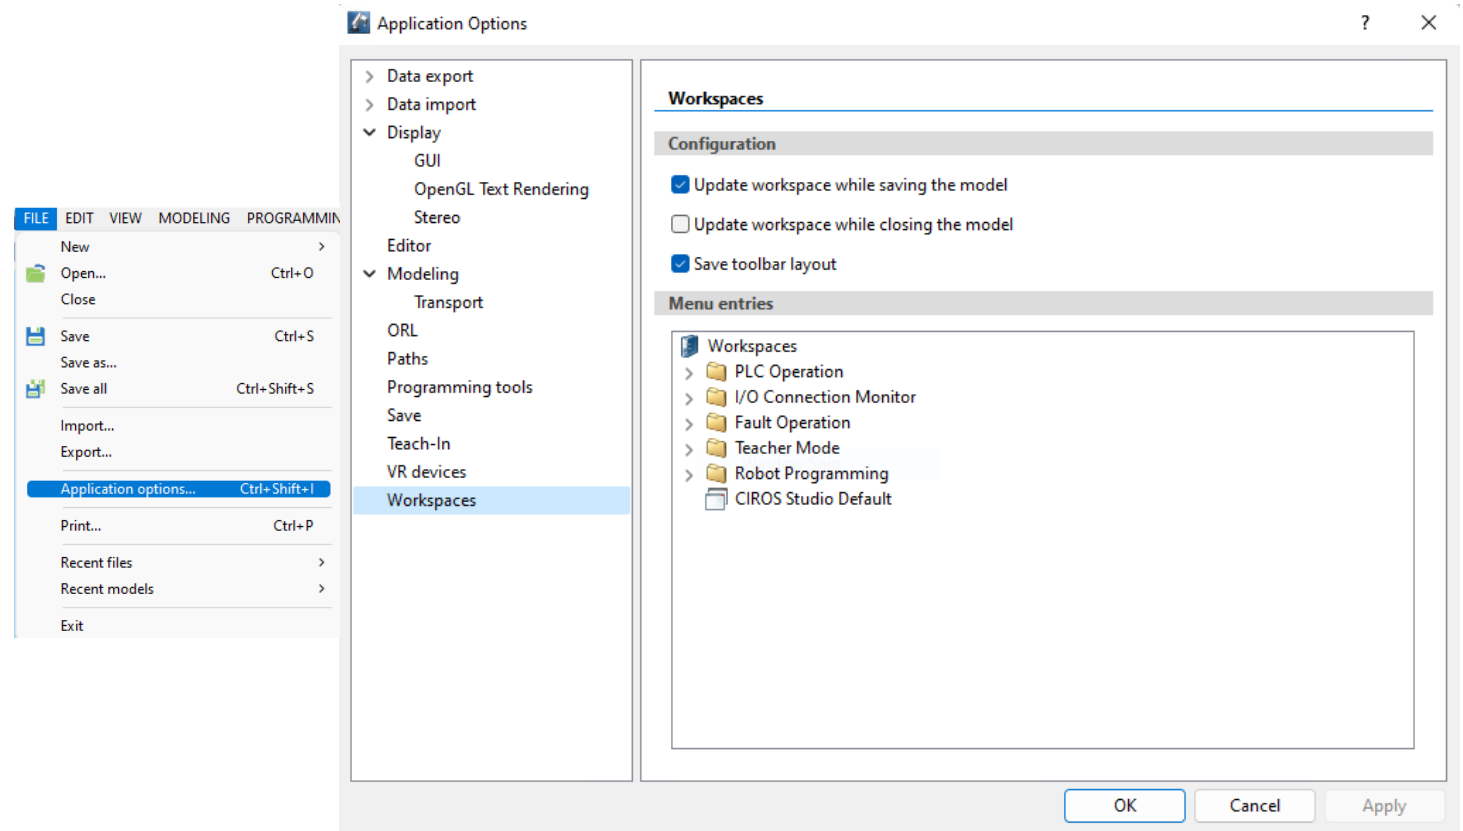 FILE EDIT VIEW MODELING PROGRAMMIN
New
Open... Ctrl+O
Close
Save Ctrl+S
Save as...
Save all Ctrl+Shift+S
Import...
Export...
Application options... Ctrl+Shift+I
Print... Ctrl+P
Recent files
Recent models
Exit
Application Options ?
Data export
Data import
Display
GUI
OpenGL Text Rendering
Stereo
Editor
Modeling
Transport
ORL
Paths
Programming tools
Save
Teach-In
VR devices
Workspaces
Workspaces
Configuration
Update workspace while saving the model
Update workspace while closing the model
Save toolbar layout
Menu entries
Workspaces
PLC Operation
I/O Connection Monitor
Fault Operation
Teacher Mode
Robot Programming
CIROS Studio Default
OK Cancel Apply